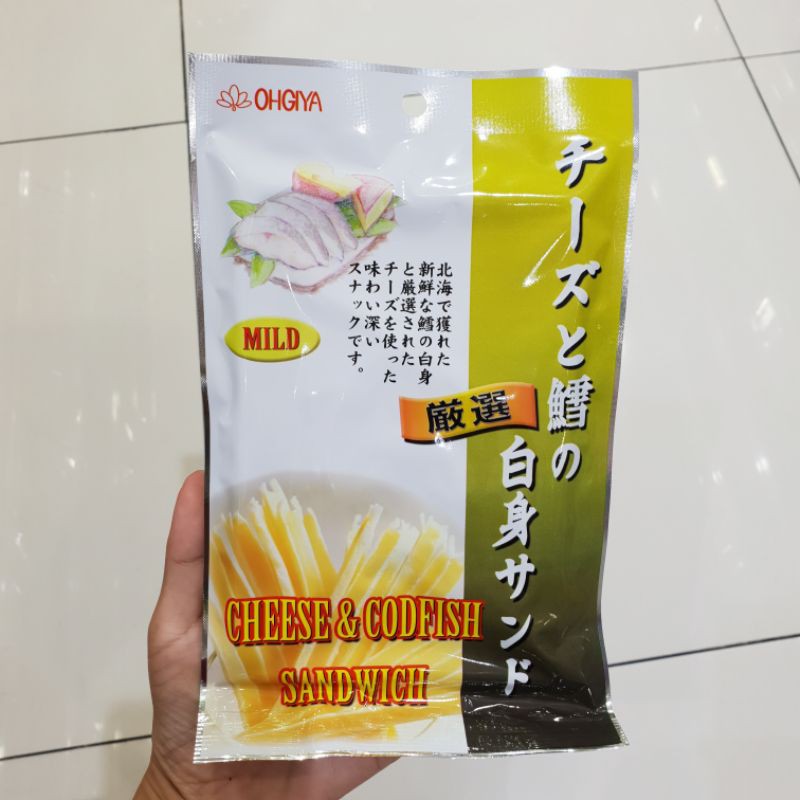 OHGIYA
チーズと鱈の
白身サンド
厳選
北海で獲れた
新鮮な鱈の白身
と厳選された
チーズを使った
味わい深い
スナックです。
MILD
CHEESE & CODFISH
SANDWICH